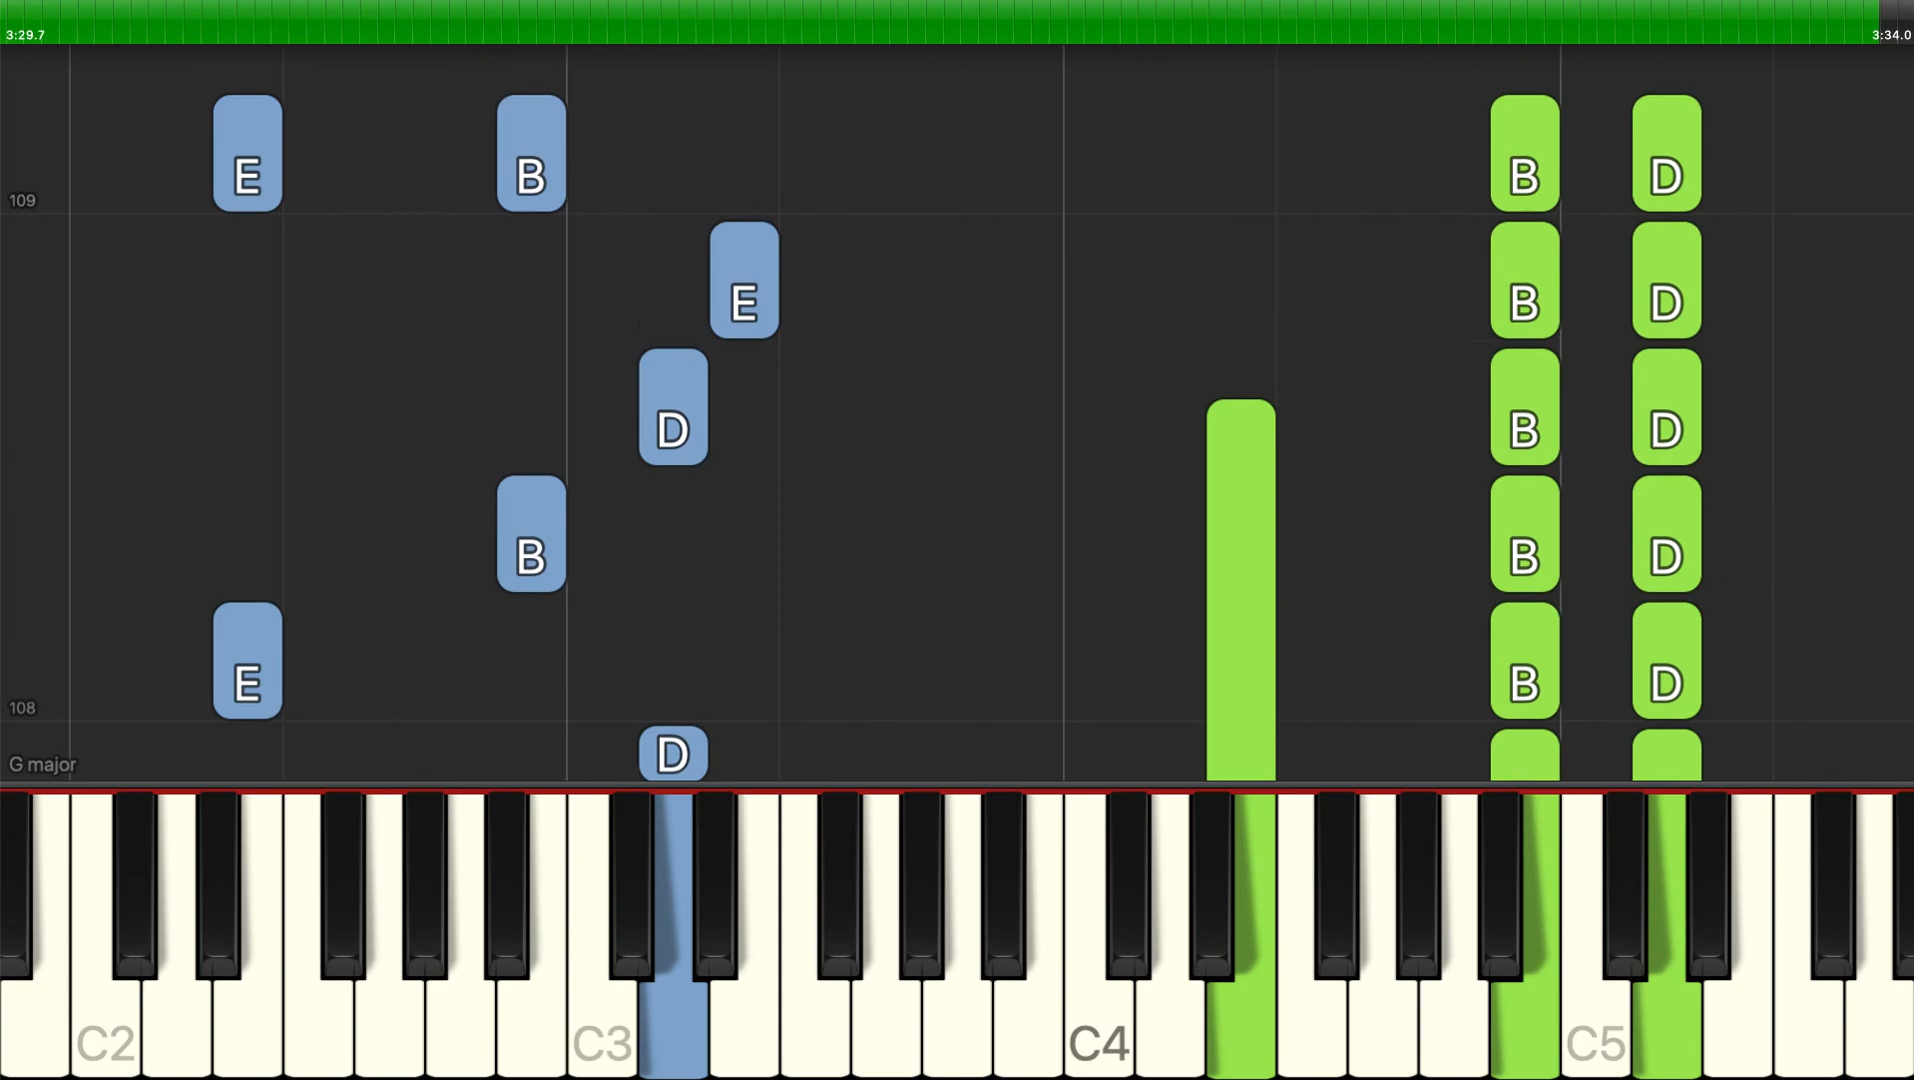 3:29.7 3:34.0
E B B D
109
E B D
D B D
B B D
E B D
108
D
G major
C2 C3 C4 C5